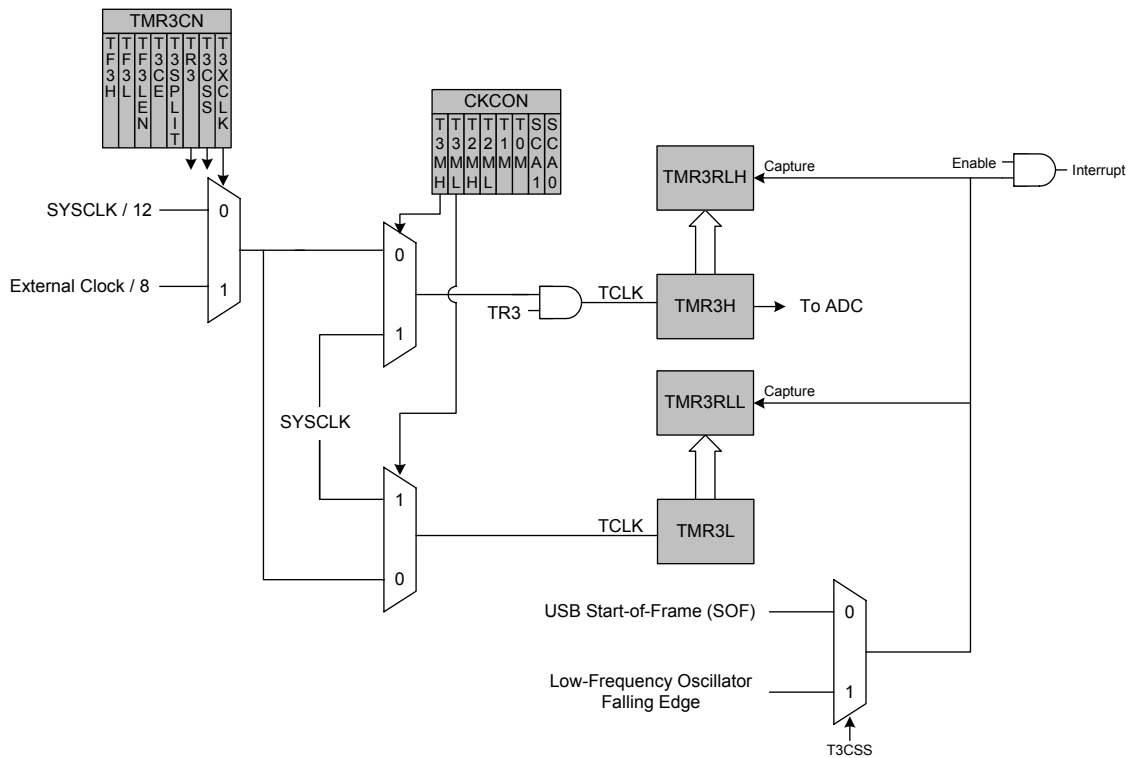 TMR3CN
TF3H
TF3L
TF3LEN
T3CE
T3SPLIT
TR3
T3CSS
T3XCLK
CKCON
T3MH
T3ML
T2MH
T2ML
T1M
T0M
SCA1
SCA0
SYSCLK / 12
0
External Clock / 8
1
0
1
SYSCLK
TR3
TCLK
TMR3RLH
Capture
Enable
Interrupt
TMR3H
To ADC
TMR3RLL
Capture
1
0
TCLK
TMR3L
USB Start-of-Frame (SOF)
0
Low-Frequency Oscillator
Falling Edge
1
T3CSS